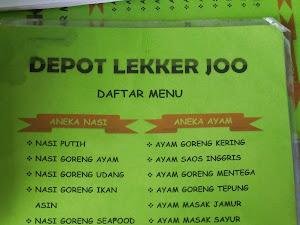 DEPOT LEKKER JOO
DAFTAR MENU
ANEKA NASI
NASI PUTIH
NASI GORENG AYAM
NASI GORENG UDANG
NASI GORENG IKAN
ASIN
NASI GORENG SEAFOOD
ANEKA AYAM
AYAM GORENG KERING
AYAM SAOS INGGRIS
AYAM GORENG MENTEGA
AYAM GORENG TEPUNG
AYAM MASAK JAMUR
AYAM MASAK SAYUR